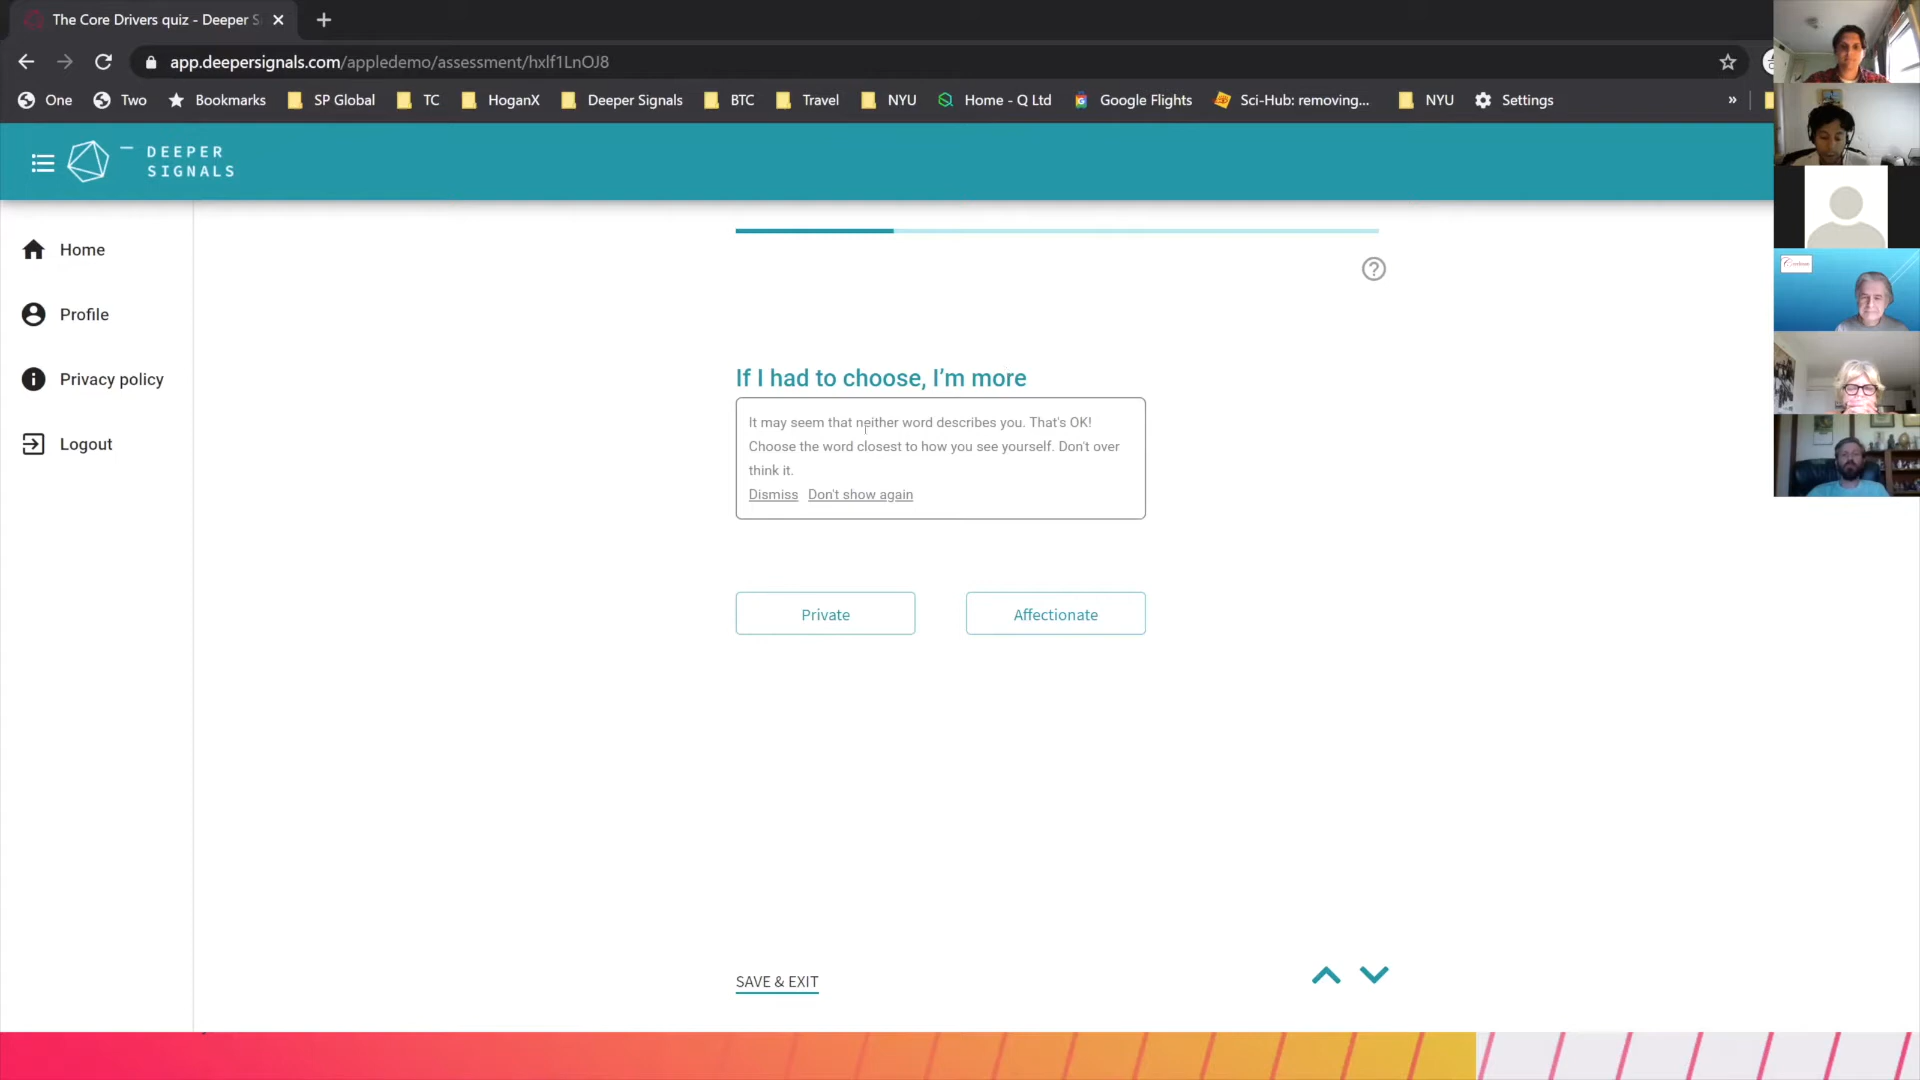 The Core Drivers quiz - Deeper S
app.deepersignals.com/appledemo/assessment/hxlf1LnOJ8
One Two Bookmarks SP Global TC HoganX Deeper Signals BTC Travel NYU Home - Q Ltd Google Flights Sci-Hub: removing... NYU Settings »
DEEPER
SIGNALS
Home
Profile
Privacy policy
Logout
If I had to choose, I’m more
It may seem that neither word describes you. That's OK!
Choose the word closest to how you see yourself. Don't over
think it.
Dismiss Don't show again
Private Affectionate
SAVE & EXIT